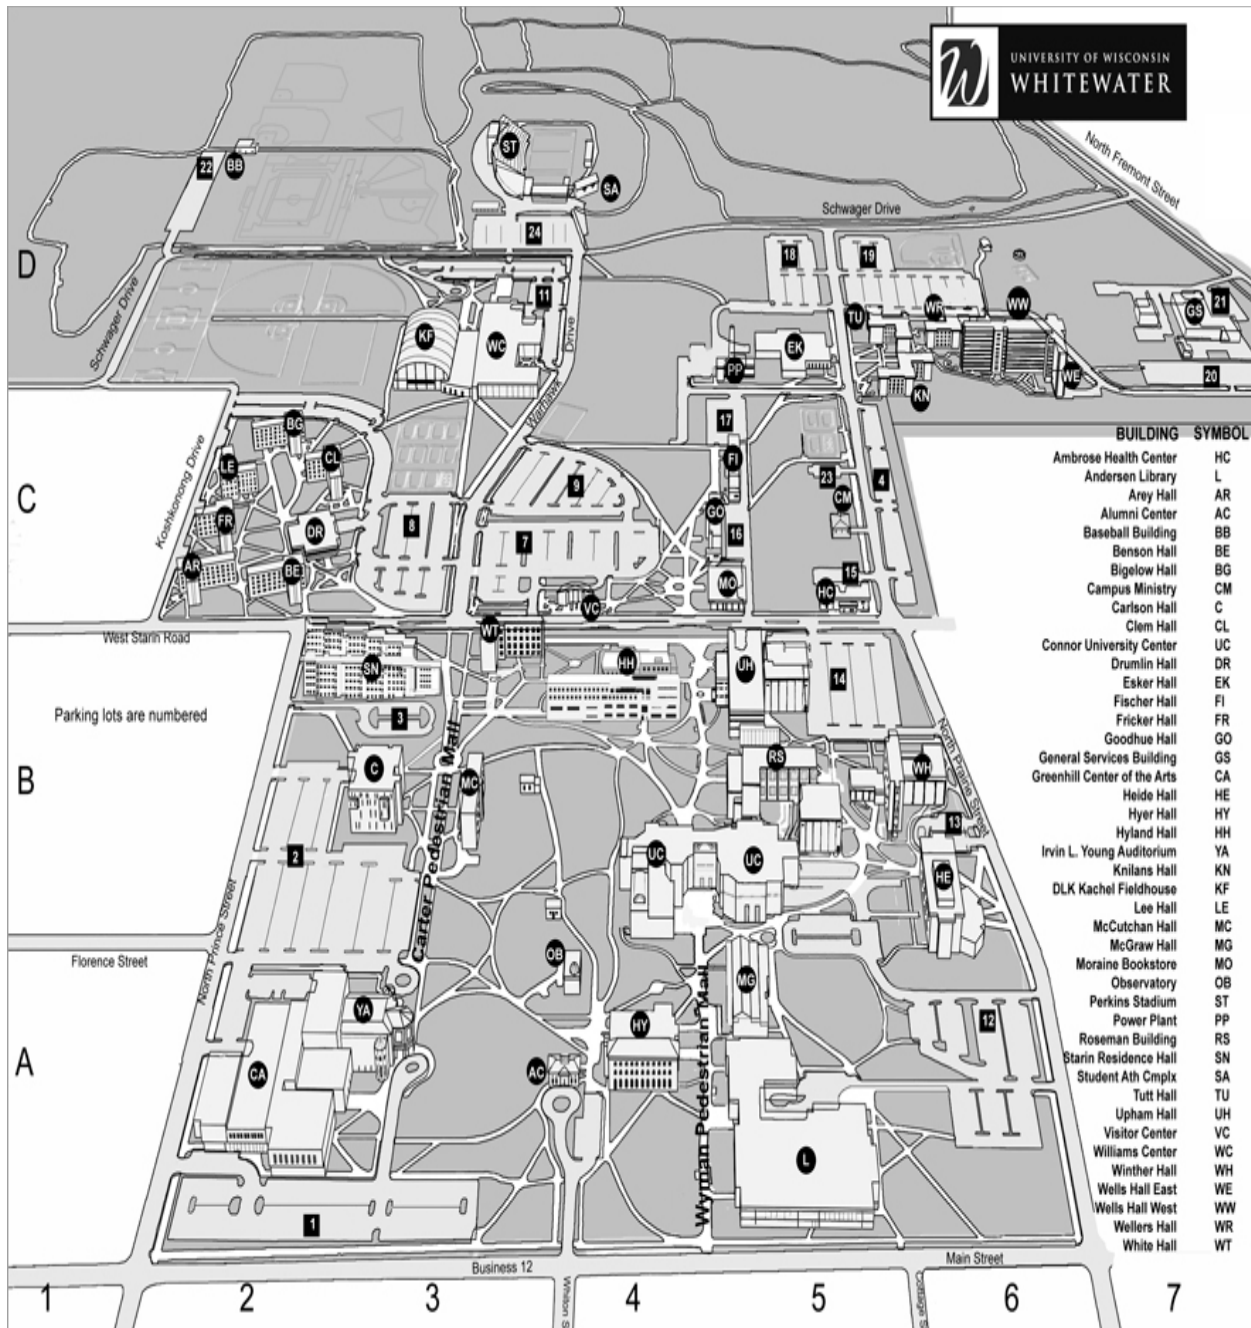 UNIVERSITY OF WISCONSIN
WHITEWATER
North Fremont Street
22
BB
ST
SA
Schwager Drive
24
18
19
D
Schwager Drive
11
KF
WC
Drive
Warhawk
TU
WR
WW
GS
21
EK
PP
WE
KN
20
17
BG
LE
CL
Koshkonong Drive
FI
9
23
CM
4
C
FR
DR
8
7
GO
16
AR
BE
MO
15
HC
VC
West Starin Road
WT
SN
HH
UH
14
Parking lots are numbered
3
Carter Pedestrian Mall
North Prairie Street
C
MC
RS
WH
B
13
2
UC
UC
HE
North Prince Street
Florence Street
OB
MG
Wyman Pedestrian Mall
YA
HY
12
CA
AC
A
L
1
Business 12
Main Street
Whiton S
Cottage S
1 2 3 4 5 6 7
BUILDING SYMBOL
Ambrose Health Center HC
Andersen Library L
Arey Hall AR
Alumni Center AC
Baseball Building BB
Benson Hall BE
Bigelow Hall BG
Campus Ministry CM
Carlson Hall C
Clem Hall CL
Connor University Center UC
Drumlin Hall DR
Esker Hall EK
Fischer Hall FI
Fricker Hall FR
Goodhue Hall GO
General Services Building GS
Greenhill Center of the Arts CA
Heide Hall HE
Hyer Hall HY
Hyland Hall HH
Irvin L. Young Auditorium YA
Knilans Hall KN
DLK Kachel Fieldhouse KF
Lee Hall LE
McCutchan Hall MC
McGraw Hall MG
Moraine Bookstore MO
Observatory OB
Perkins Stadium ST
Power Plant PP
Roseman Building RS
Starin Residence Hall SN
Student Ath Cmplx SA
Tutt Hall TU
Upham Hall UH
Visitor Center VC
Williams Center WC
Winther Hall WH
Wells Hall East WE
Wells Hall West WW
Wellers Hall WR
White Hall WT